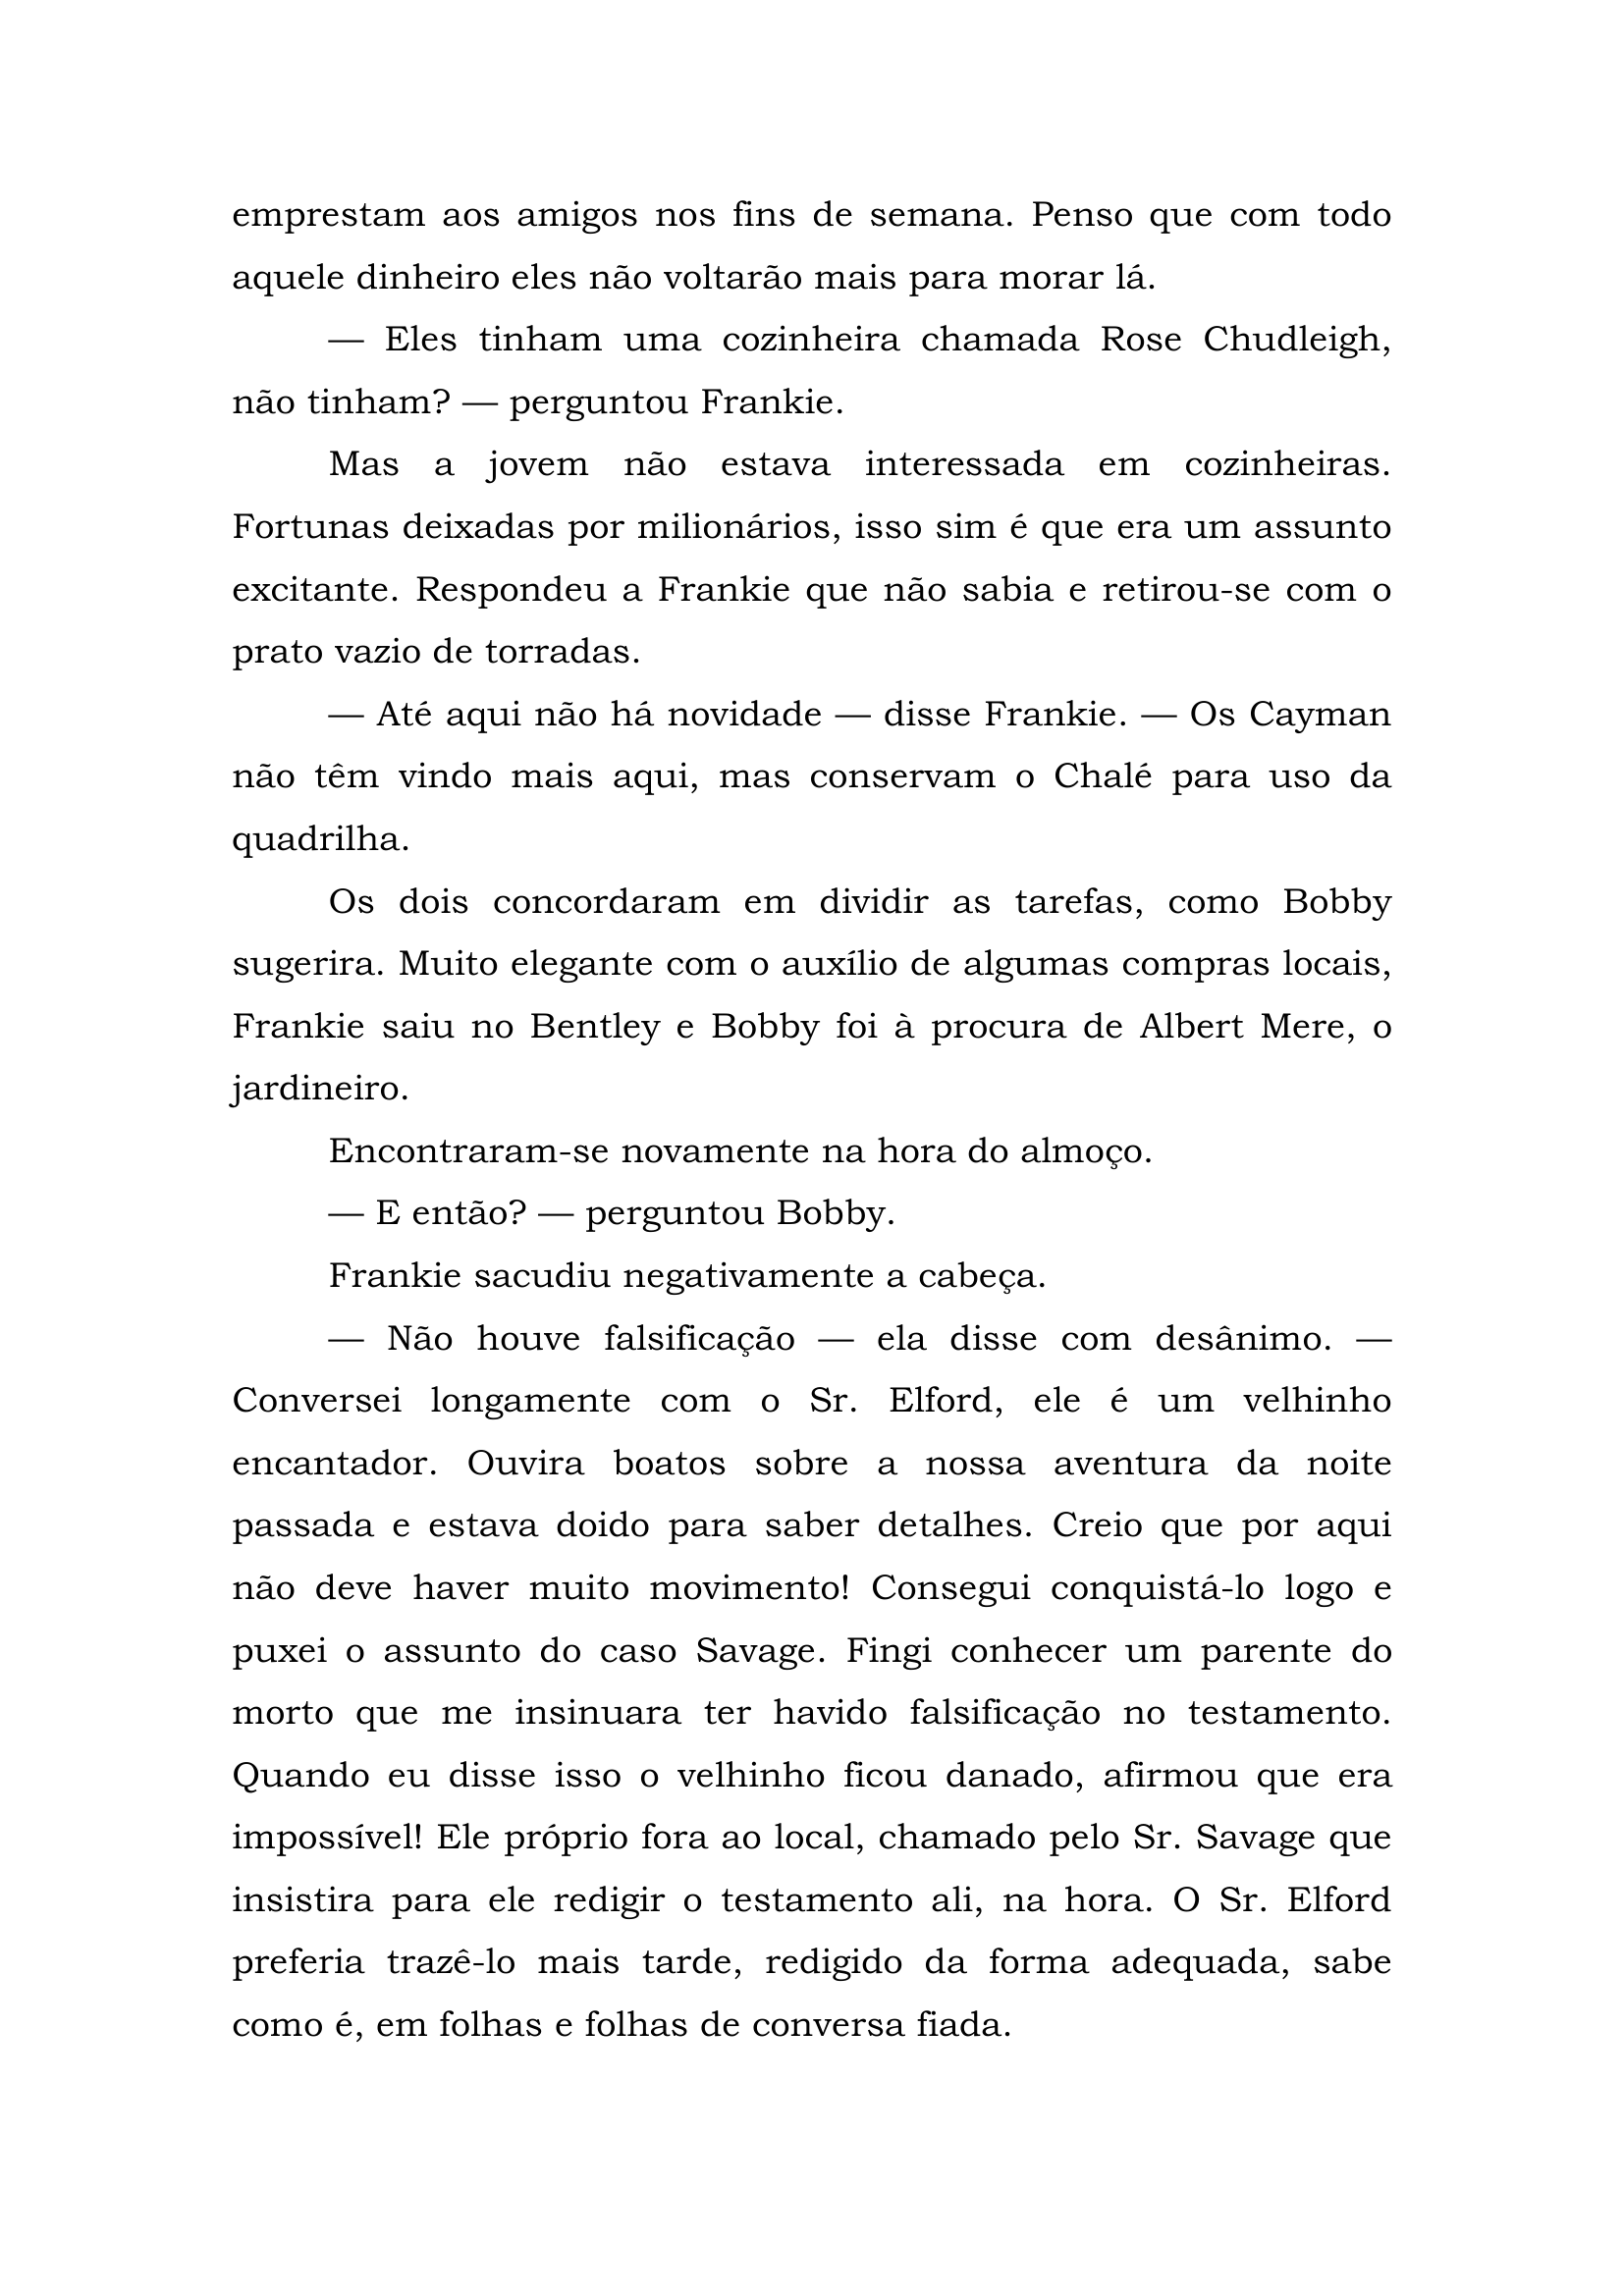 emprestam aos amigos nos fins de semana. Penso que com todo
aquele dinheiro eles não voltarão mais para morar lá.
— Eles tinham uma cozinheira chamada Rose Chudleigh,
não tinham? — perguntou Frankie.
Mas a jovem não estava interessada em cozinheiras.
Fortunas deixadas por milionários, isso sim é que era um assunto
excitante. Respondeu a Frankie que não sabia e retirou-se com o
prato vazio de torradas.
— Até aqui não há novidade — disse Frankie. — Os Cayman
não têm vindo mais aqui, mas conservam o Chalé para uso da
quadrilha.
Os dois concordaram em dividir as tarefas, como Bobby
sugerira. Muito elegante com o auxílio de algumas compras locais,
Frankie saiu no Bentley e Bobby foi à procura de Albert Mere, o
jardineiro.
Encontraram-se novamente na hora do almoço.
— E então? — perguntou Bobby.
Frankie sacudiu negativamente a cabeça.
— Não houve falsificação — ela disse com desânimo. —
Conversei longamente com o Sr. Elford, ele é um velhinho
encantador. Ouvira boatos sobre a nossa aventura da noite
passada e estava doido para saber detalhes. Creio que por aqui
não deve haver muito movimento! Consegui conquistá-lo logo e
puxei o assunto do caso Savage. Fingi conhecer um parente do
morto que me insinuara ter havido falsificação no testamento.
Quando eu disse isso o velhinho ficou danado, afirmou que era
impossível! Ele próprio fora ao local, chamado pelo Sr. Savage que
insistira para ele redigir o testamento ali, na hora. O Sr. Elford
preferia trazê-lo mais tarde, redigido da forma adequada, sabe
como é, em folhas e folhas de conversa fiada.